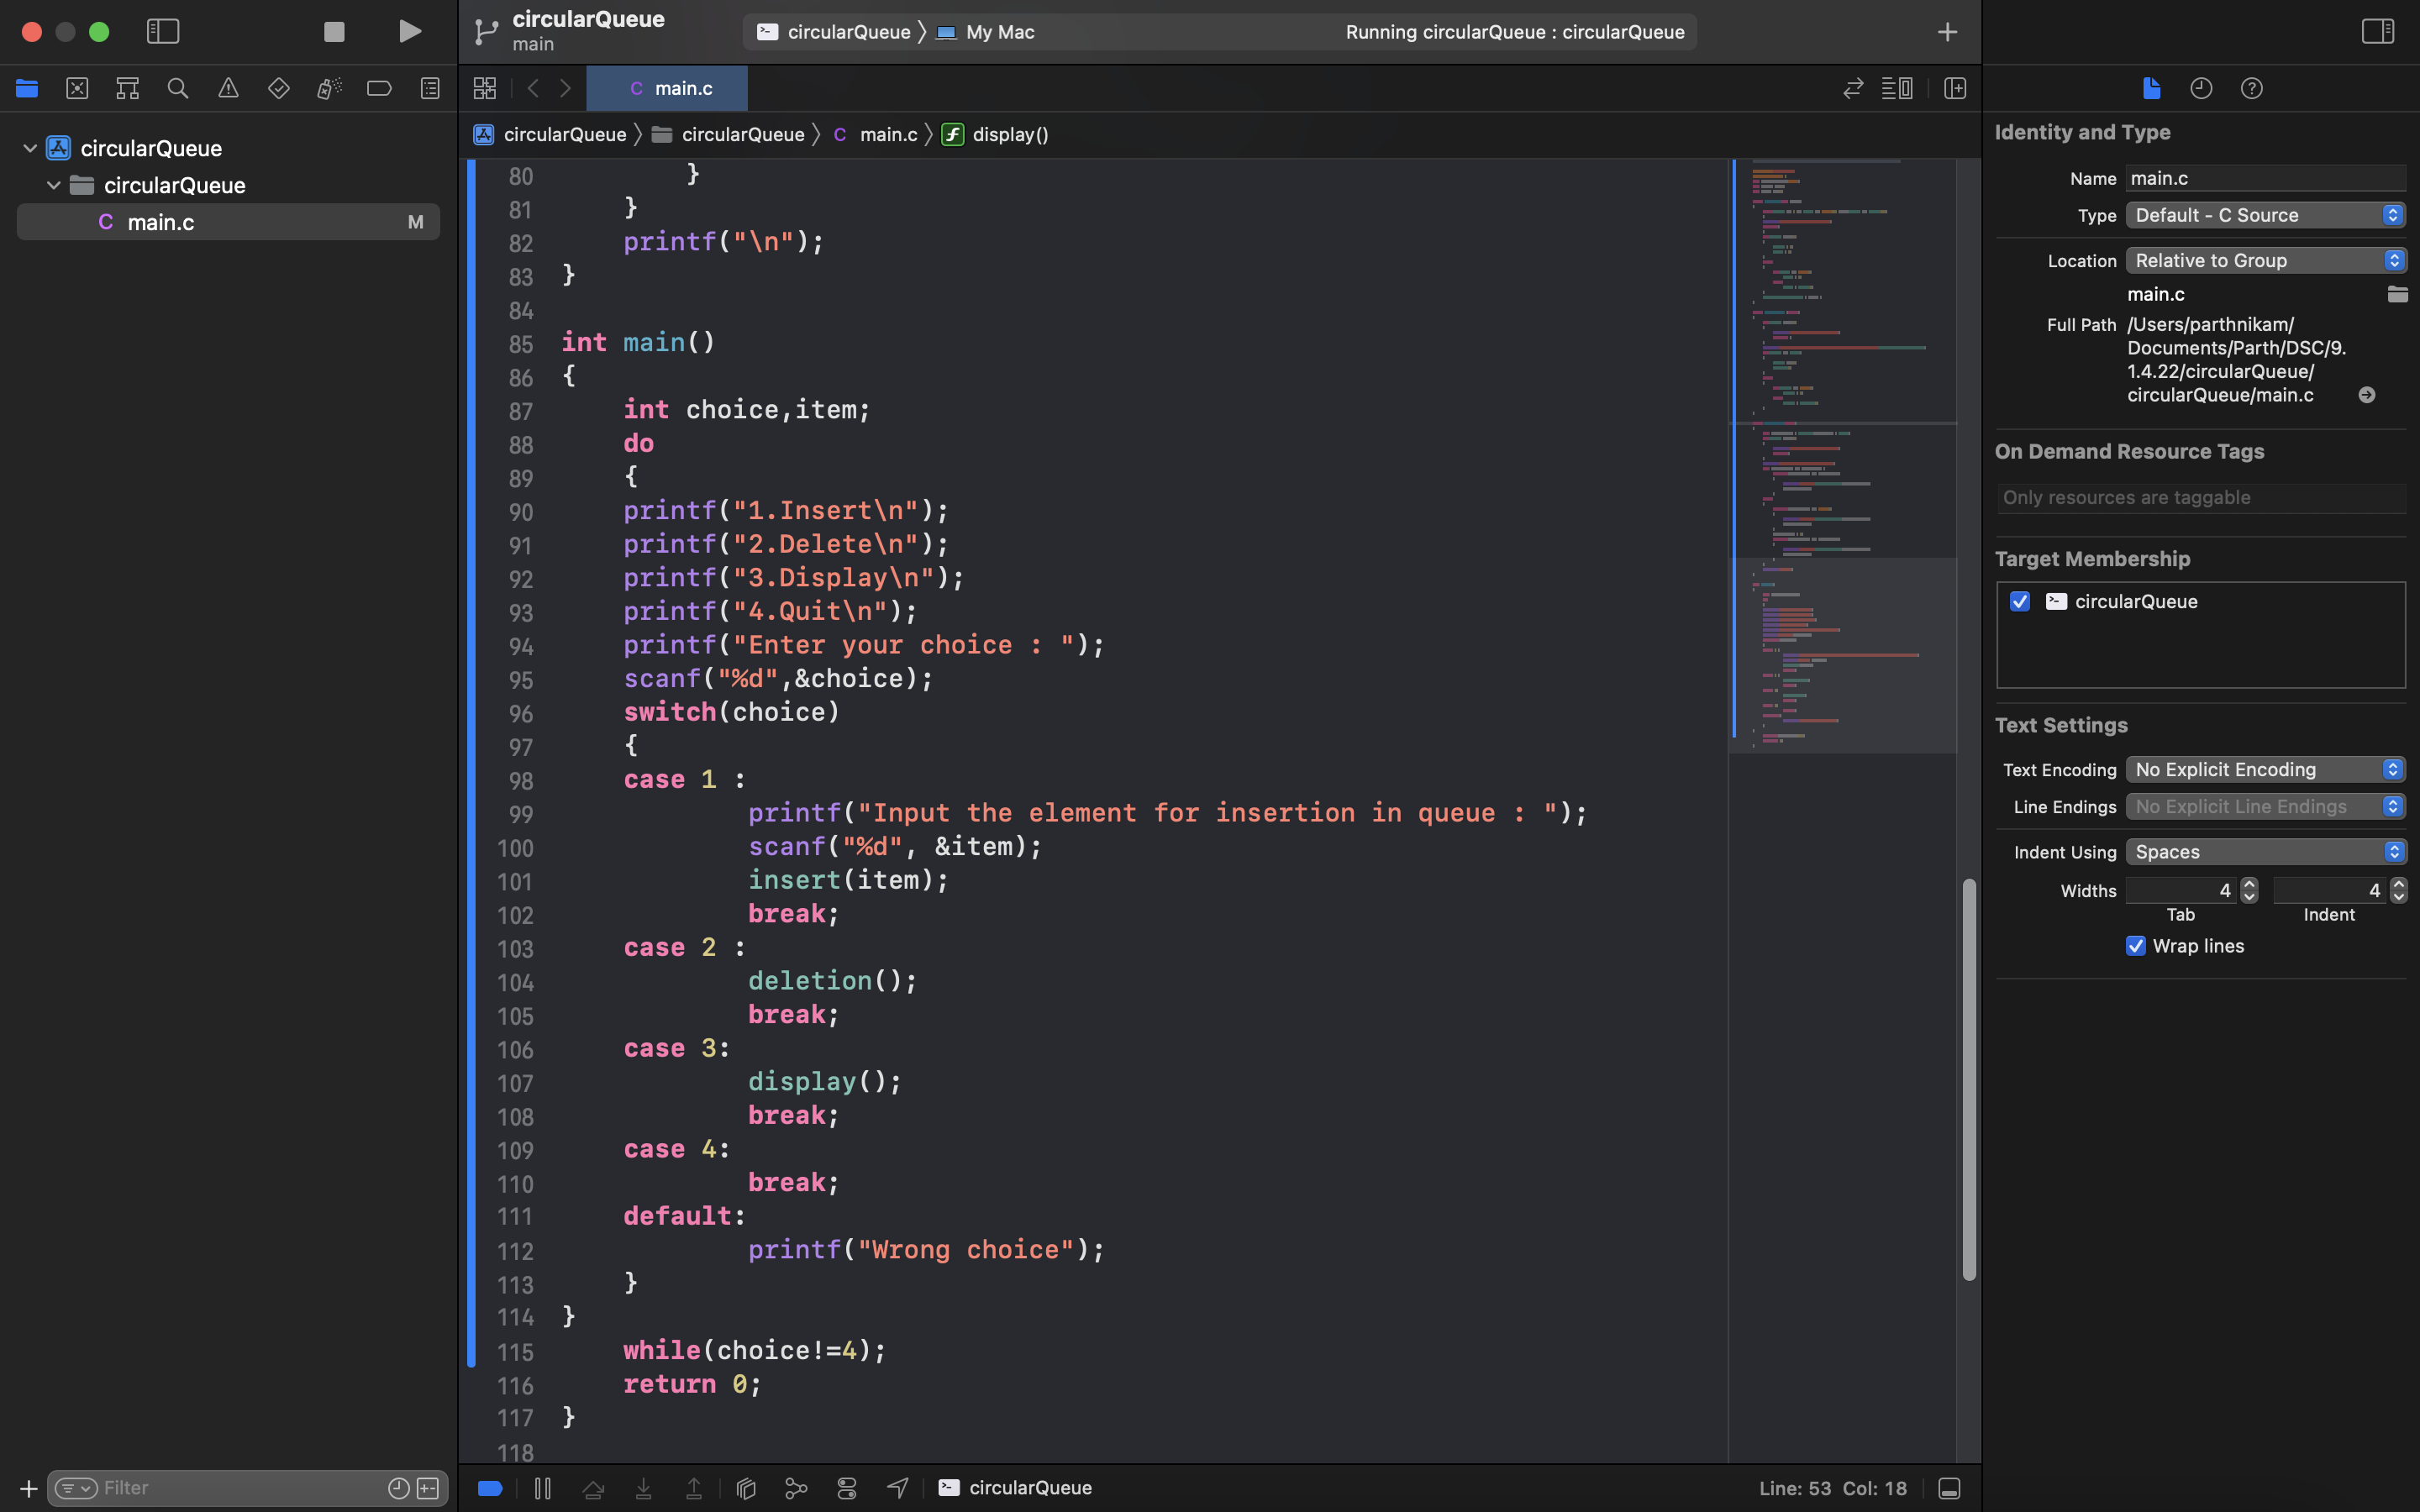 circularQueue
main
circularQueue
My Mac
Running circularQueue : circularQueue
C main.c
circularQueue
circularQueue
C main.c
M
circularQueue
circularQueue
C main.c
display()
80 }
81 }
82 printf("\n");
83 }
84
85 int main()
86 {
87 int choice,item;
88 do
89 {
90 printf("1.Insert\n");
91 printf("2.Delete\n");
92 printf("3.Display\n");
93 printf("4.Quit\n");
94 printf("Enter your choice : ");
95 scanf("%d",&choice);
96 switch(choice)
97 {
98 case 1 :
99 printf("Input the element for insertion in queue : ");
100 scanf("%d", &item);
101 insert(item);
102 break;
103 case 2 :
104 deletion();
105 break;
106 case 3:
107 display();
108 break;
109 case 4:
110 break;
111 default:
112 printf("Wrong choice");
113 }
114 }
115 while(choice!=4);
116 return 0;
117 }
118
Filter
circularQueue
Line: 53 Col: 18
Identity and Type
Name main.c
Type Default - C Source
Location Relative to Group
main.c
Full Path /Users/parthnikam/
Documents/Parth/DSC/9.
1.4.22/circularQueue/
circularQueue/main.c
On Demand Resource Tags
Only resources are taggable
Target Membership
circularQueue
Text Settings
Text Encoding No Explicit Encoding
Line Endings No Explicit Line Endings
Indent Using Spaces
Widths 4 4
Tab Indent
Wrap lines